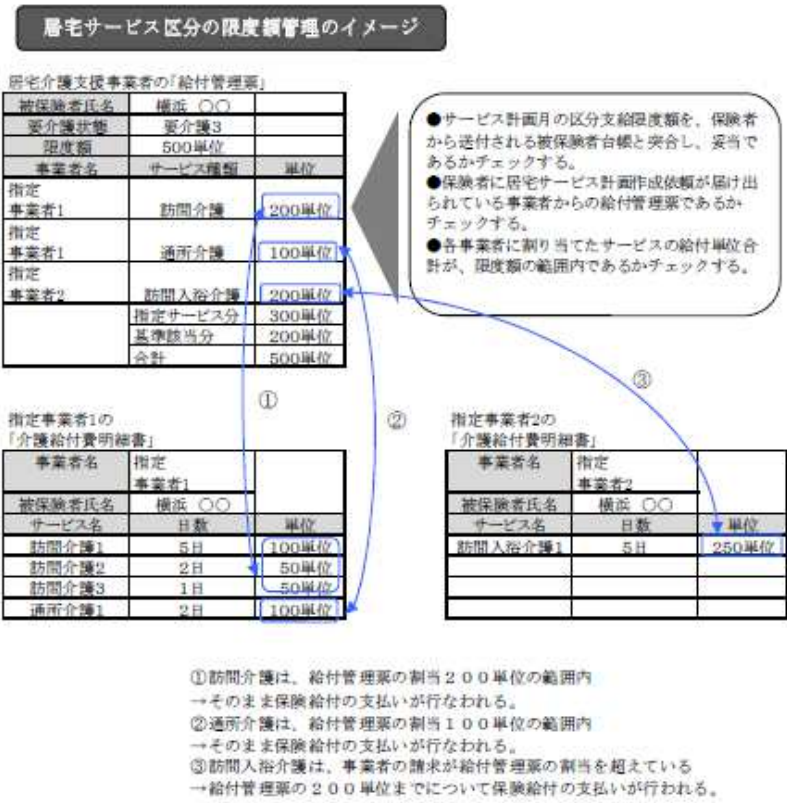 居宅サービス区分の限度額管理のイメージ
居宅介護支援事業者の「給付管理票」
被保険者氏名 横浜 〇〇
要介護状態 要介護3
限度額 500単位
事業者名 サービス種類 単位
指定
事業者1 訪問介護 200単位
指定
事業者1 通所介護 100単位
指定
事業者2 訪問入浴介護 200単位
指定サービス分 300単位
基準該当分 200単位
合計 500単位
●サービス計画月の区分支給限度額を、保険者
から送付される被保険者台帳と突合し、妥当で
あるかチェックする。
●保険者に居宅サービス計画作成依頼が届け出
られている事業者からの給付管理票であるか
チェックする。
●各事業者に割り当てたサービスの給付単位合
計が、限度額の範囲内であるかチェックする。
①
②
③
指定事業者1の
「介護給付費明細書」
事業者名 指定
事業者1
被保険者氏名 横浜 〇〇
サービス名 日数 単位
訪問介護1 5日 100単位
訪問介護2 2日 50単位
訪問介護3 1日 50単位
通所介護1 2日 100単位
指定事業者2の
「介護給付費明細書」
事業者名 指定
事業者2
被保険者氏名 横浜 〇〇
サービス名 日数 単位
訪問入浴介護1 5日 250単位
①訪問介護は、給付管理票の割当２００単位の範囲内
→そのまま保険給付の支払いが行なわれる。
②通所介護は、給付管理票の割当１００単位の範囲内
→そのまま保険給付の支払いが行なわれる。
③訪問入浴介護は、事業者の請求が給付管理票の割当を超えている
→給付管理票の２００単位までについて保険給付の支払いが行われる。